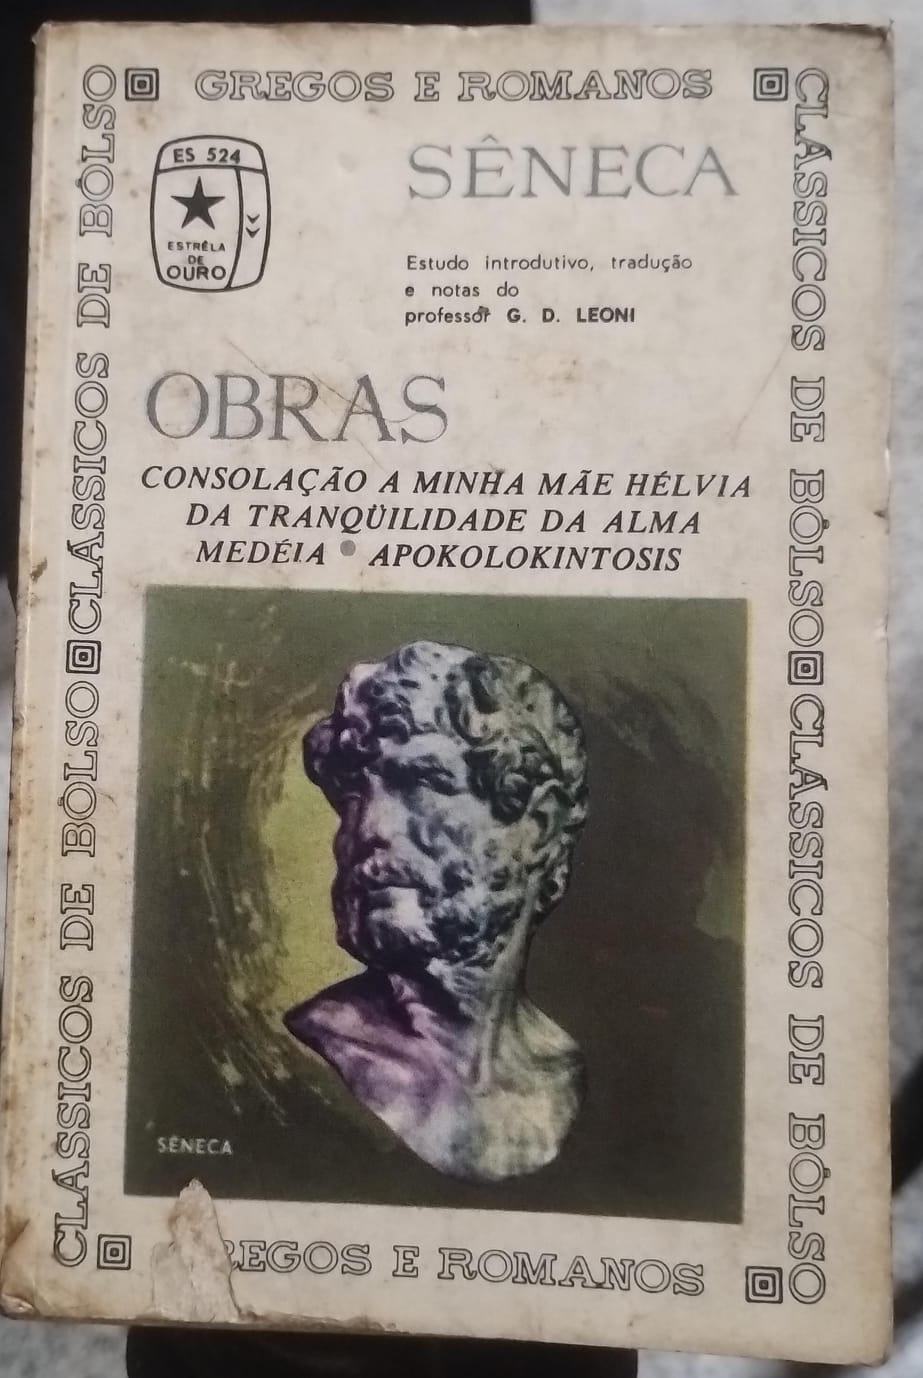 GREGOS E ROMANOS
CLÁSSICOS DE BÔLSO
CLÁSSICOS DE BÔLSO
ES 524
ESTRÊLA
DE
OURO
SÊNECA
Estudo introdutivo, tradução
e notas do
professor G. D. LEONI
OBRAS
CONSOLAÇÃO A MINHA MÃE HÉLVIA
DA TRANQÜILIDADE DA ALMA
MEDÉIA • APOKOLOKINTOSIS
SÊNECA
CLÁSSICOS DE BÔLSO
CLÁSSICOS DE BÔLSO
REGOS E ROMANOS